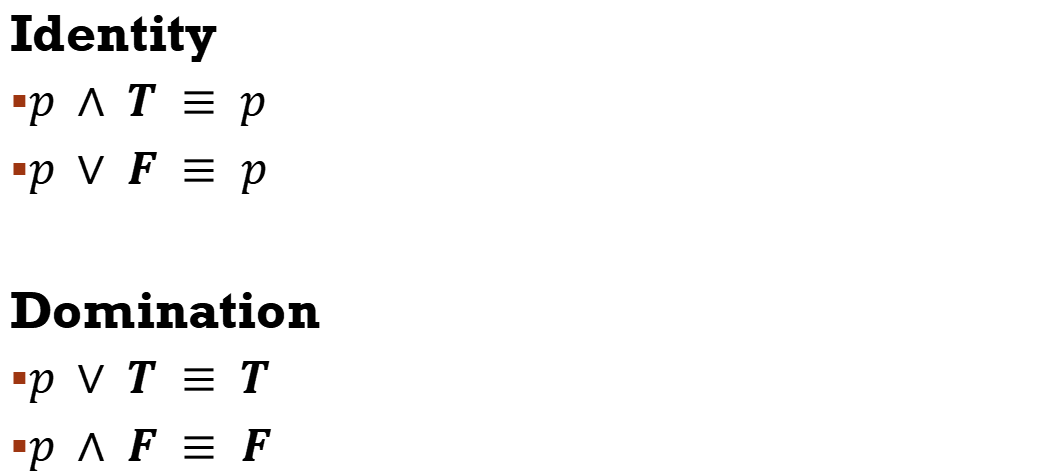 Identity
▪p ∧ T ≡ p
▪p ∨ F ≡ p
Domination
▪p ∨ T ≡ T
▪p ∧ F ≡ F